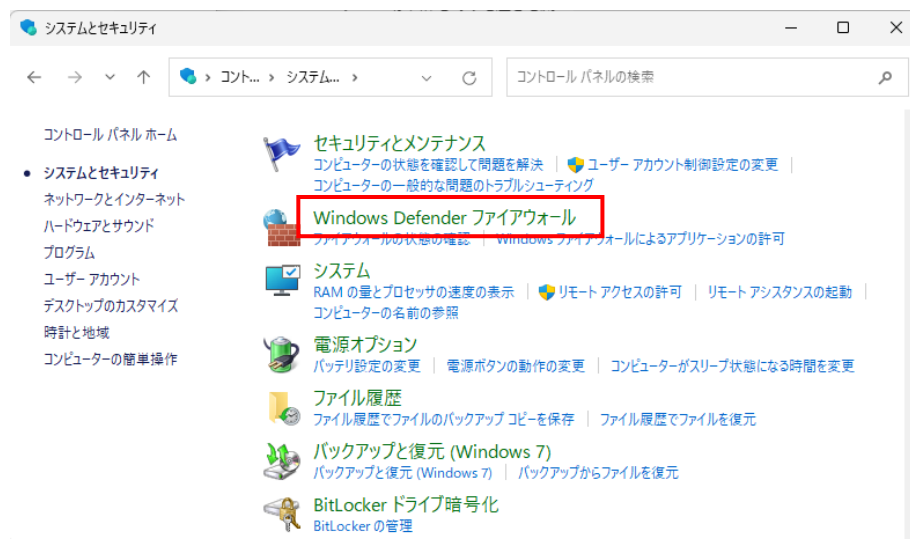 システムとセキュリティ
コント... › システム... ›
コントロール パネルの検索
コントロール パネル ホーム
システムとセキュリティ
ネットワークとインターネット
ハードウェアとサウンド
プログラム
ユーザー アカウント
デスクトップのカスタマイズ
時計と地域
コンピューターの簡単操作
セキュリティとメンテナンス
コンピューターの状態を確認して問題を解決 | ユーザー アカウント制御設定の変更 |
コンピューターの一般的な問題のトラブルシューティング
Windows Defender ファイアウォール
ファイアウォールの状態の確認 | Windows ファイアウォールによるアプリケーションの許可
システム
RAM の量とプロセッサの速度の表示 | リモート アクセスの許可 | リモート アシスタンスの起動 |
コンピューターの名前の参照
電源オプション
バッテリ設定の変更 | 電源ボタンの動作の変更 | コンピューターがスリープ状態になる時間を変更
ファイル履歴
ファイル履歴でファイルのバックアップ コピーを保存 | ファイル履歴でファイルを復元
バックアップと復元 (Windows 7)
バックアップと復元 (Windows 7) | バックアップからファイルを復元
BitLocker ドライブ暗号化
BitLocker の管理